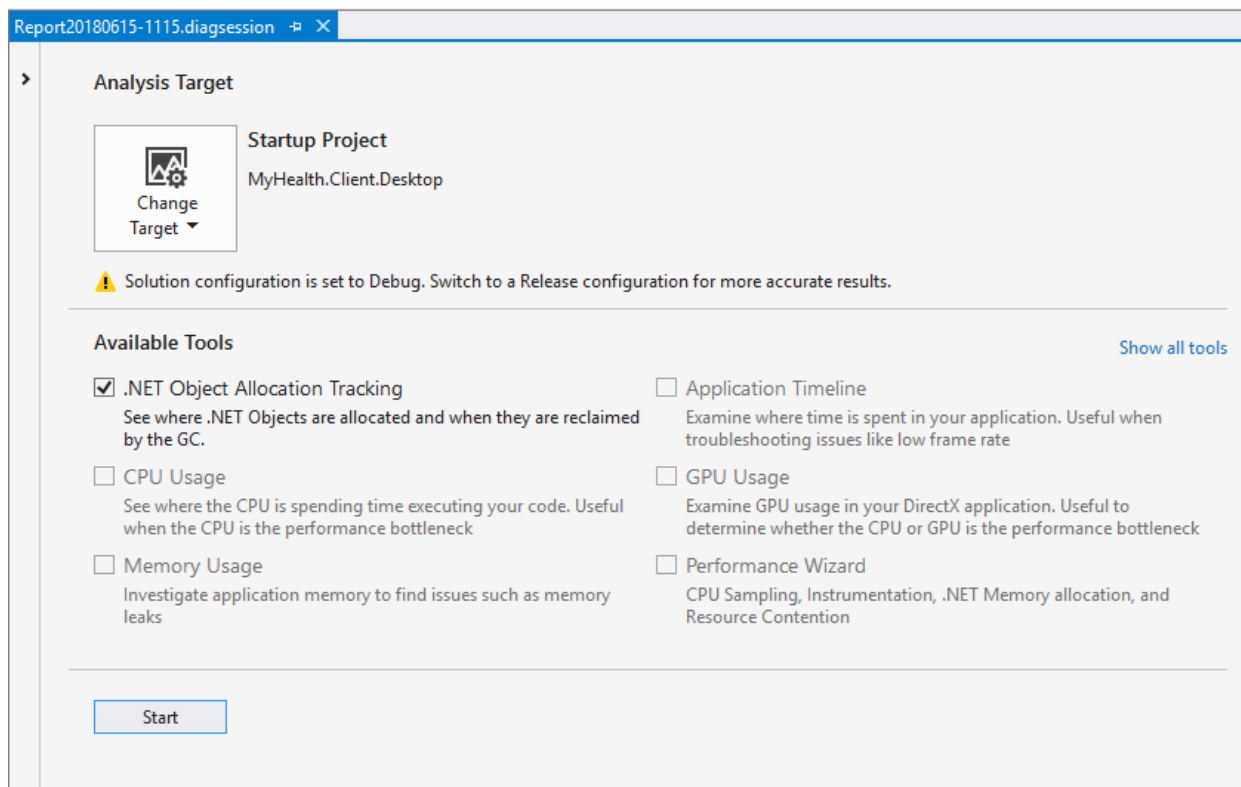 Report20180615-1115.diagsession
Analysis Target
Change
Target
Startup Project
MyHealth.Client.Desktop
Solution configuration is set to Debug. Switch to a Release configuration for more accurate results.
Available Tools
Show all tools
.NET Object Allocation Tracking
See where .NET Objects are allocated and when they are reclaimed
by the GC.
Application Timeline
Examine where time is spent in your application. Useful when
troubleshooting issues like low frame rate
CPU Usage
See where the CPU is spending time executing your code. Useful
when the CPU is the performance bottleneck
GPU Usage
Examine GPU usage in your DirectX application. Useful to
determine whether the CPU or GPU is the performance bottleneck
Memory Usage
Investigate application memory to find issues such as memory
leaks
Performance Wizard
CPU Sampling, Instrumentation, .NET Memory allocation, and
Resource Contention
Start